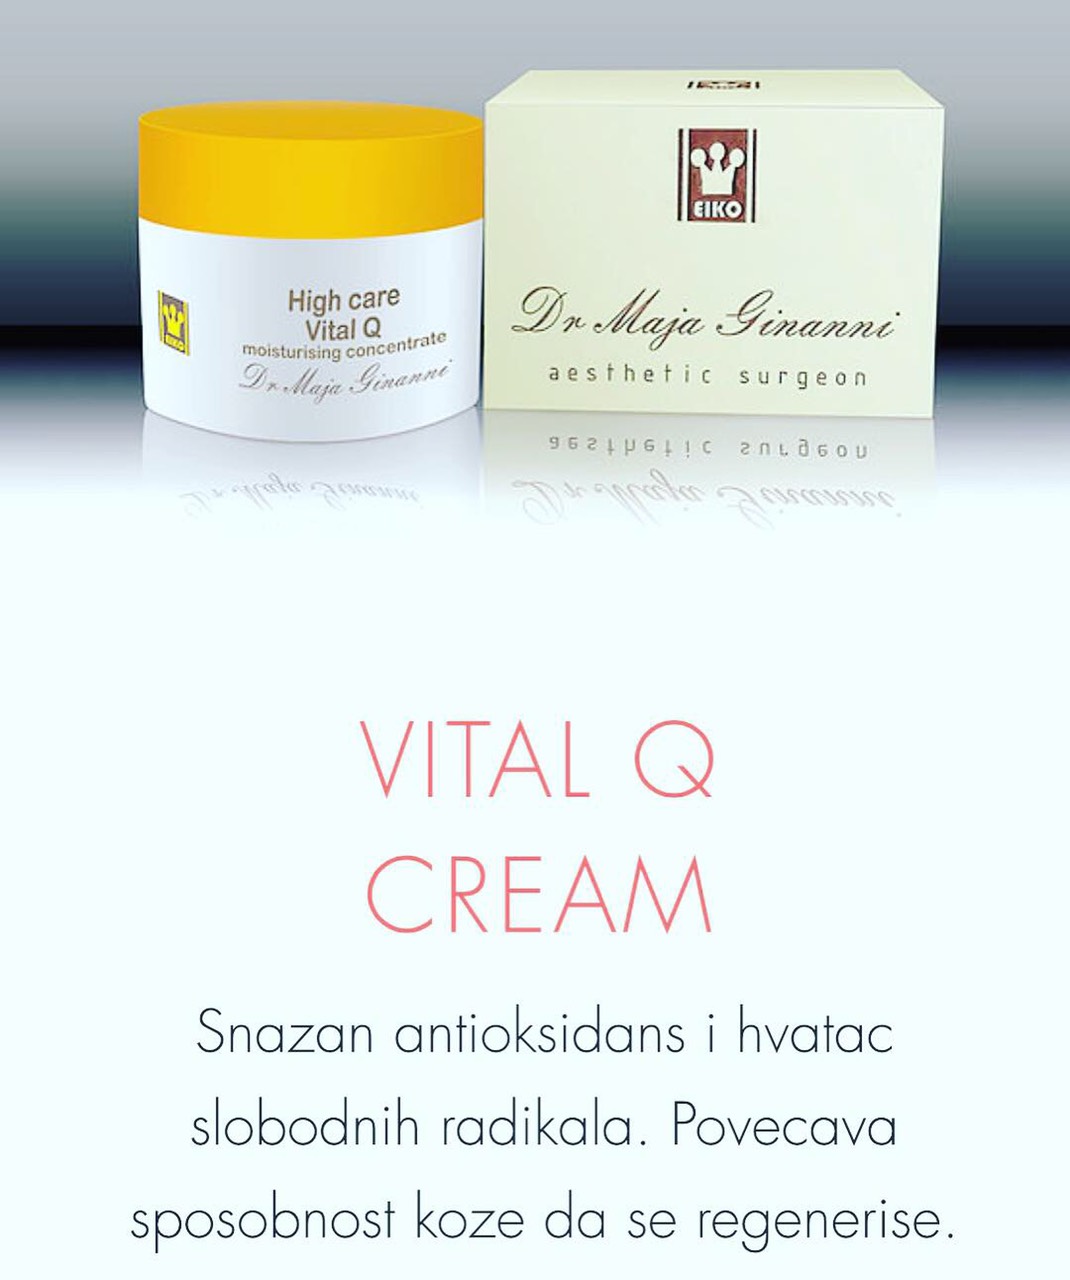 EIKO
Dr Maja Ginanni
aesthetic surgeon
EIKO
High care
Vital Q
moisturising concentrate
Dr Maja Ginanni
VITAL Q
CREAM
Snazan antioksidans i hvatac
slobodnih radikala. Povecava
sposobnost koze da se regenerise.